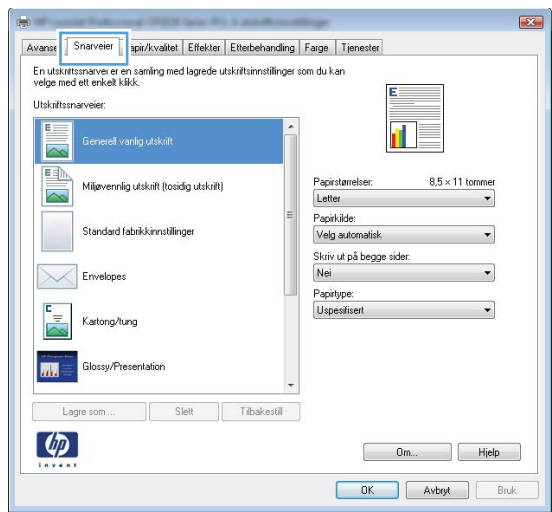 Avanse
Snarveier
apir/kvalitet
Effekter
Etterbehandling
Farge
Tjenester
En utskriftssnarvei er en samling med lagrede utskriftsinnstillinger som du kan
velge med ett enkelt klikk.
Utskriftssnarveier:
Generell vanlig utskrift
Miljøvennlig utskrift (tosidig utskrift)
Standard fabrikkinnstillinger
Envelopes
Kartong/tung
Glossy/Presentation
Lagre som ...
Slett
Tilbakestill
Papirstørrelser: 8,5 × 11 tommer
Letter
Papirkilde:
Velg automatisk
Skriv ut på begge sider:
Nei
Papirtype:
Uspesifisert
hp
invent
Om...
Hjelp
OK
Avbryt
Bruk